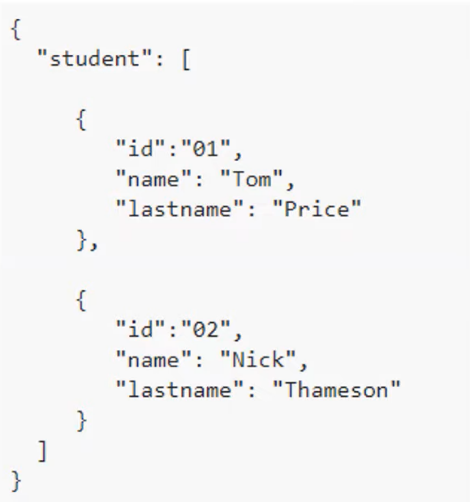 {
"student": [
{
"id":"01",
"name": "Tom",
"lastname": "Price"
},
{
"id":"02",
"name": "Nick",
"lastname": "Thameson"
}
]
}